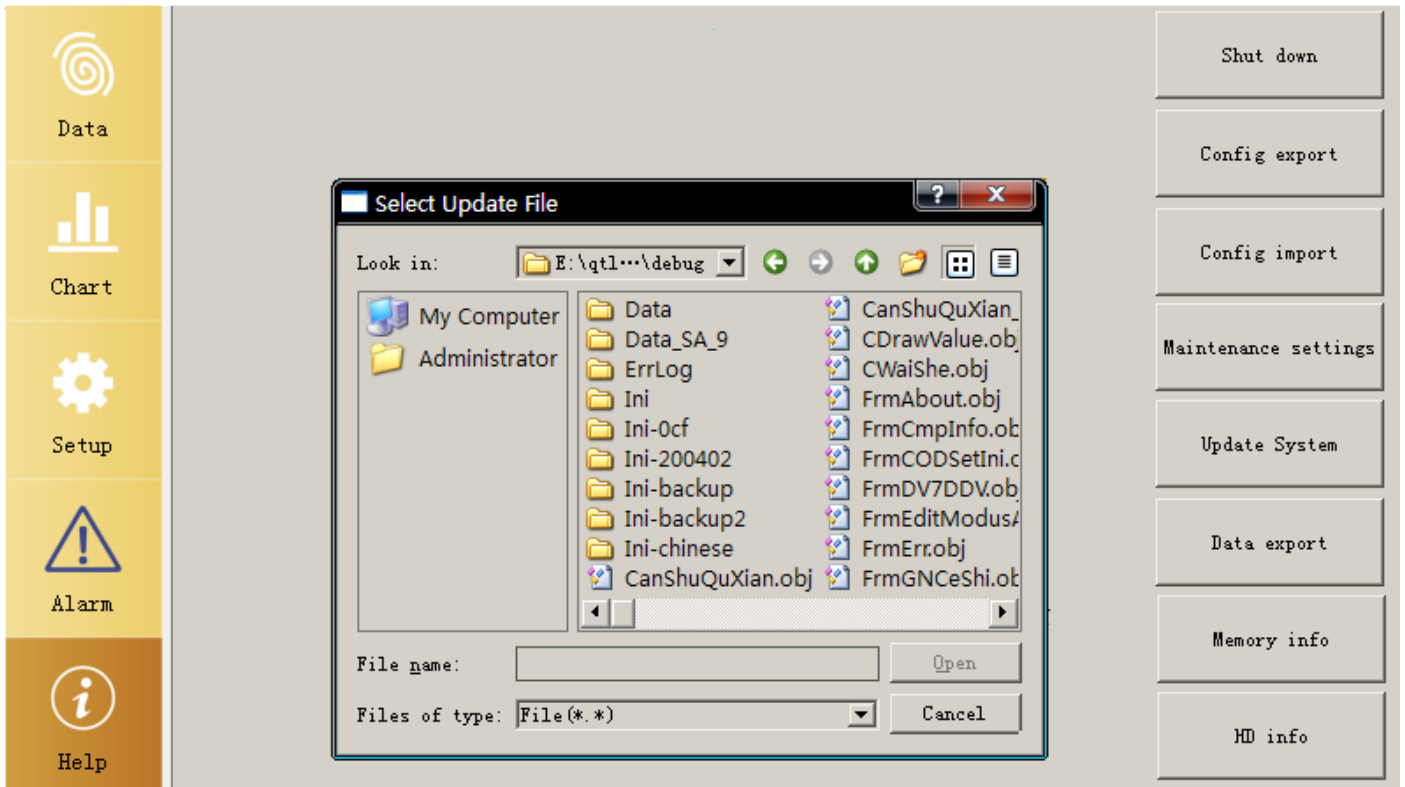 Data
Chart
Setup
Alarm
Help
Select Update File
Look in:
E:\qtl…\debug
My Computer
Administrator
Data
Data_SA_9
ErrLog
Ini
Ini-0cf
Ini-200402
Ini-backup
Ini-backup2
Ini-chinese
CanShuQuXian.obj
CanShuQuXian_
CDrawValue.obj
CWaiShe.obj
FrmAbout.obj
FrmCmpInfo.ob
FrmCODSetIni.c
FrmDV7DDV.ob
FrmEditModusA
FrmErr.obj
FrmGNCeShi.ob
File name:
Open
Files of type:
File(*.*)
Cancel
Shut down
Config export
Config import
Maintenance settings
Update System
Data export
Memory info
HD info